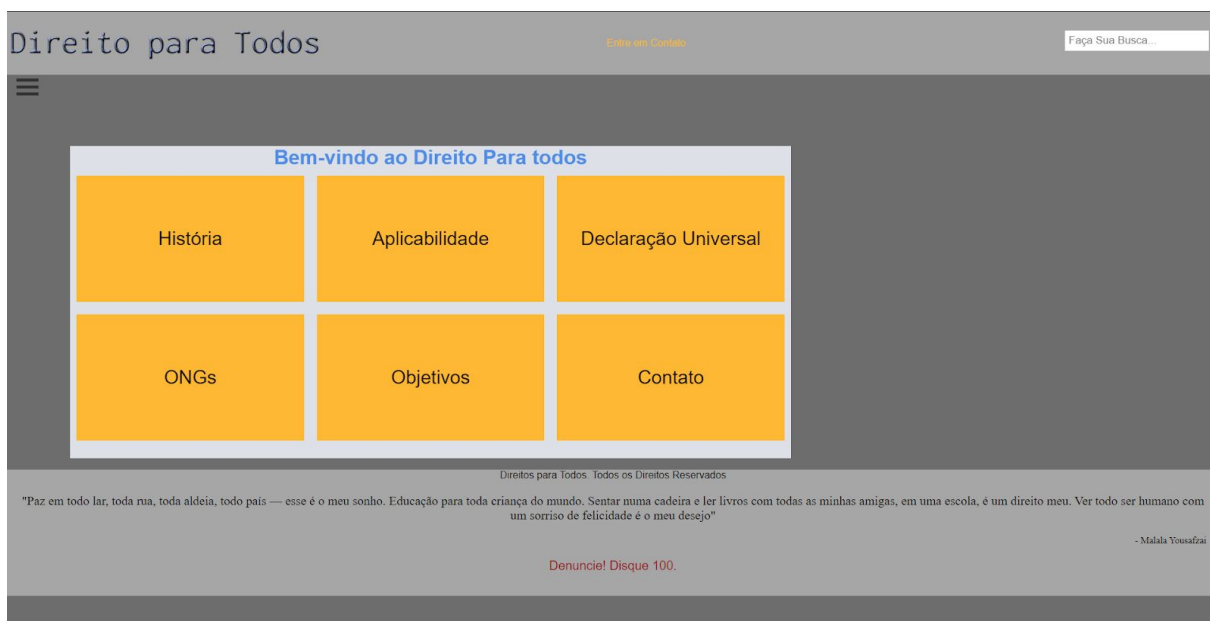 Direito para Todos
Entre em Contato
Faça Sua Busca...
Bem-vindo ao Direito Para todos
História
Aplicabilidade
Declaração Universal
ONGs
Objetivos
Contato
Direitos para Todos. Todos os Direitos Reservados
"Paz em todo lar, toda rua, toda aldeia, todo país — esse é o meu sonho. Educação para toda criança do mundo. Sentar numa cadeira e ler livros com todas as minhas amigas, em uma escola, é um direito meu. Ver todo ser humano com
um sorriso de felicidade é o meu desejo"
- Malala Yousafzai
Denuncie! Disque 100.